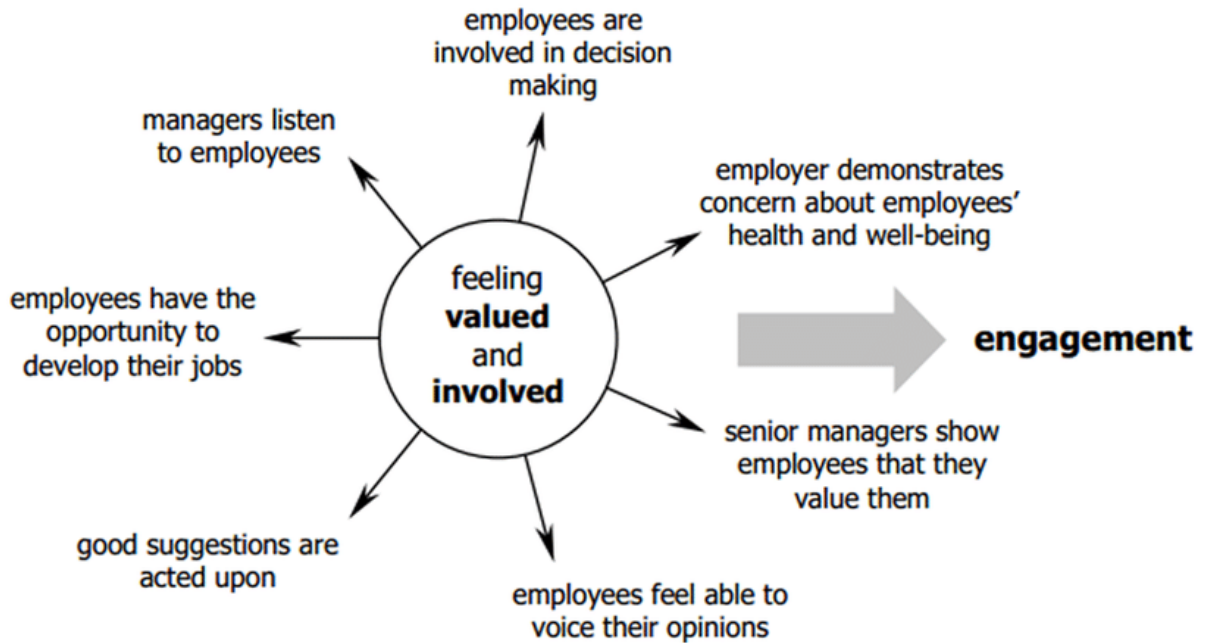 employees are
involved in decision
making
managers listen
to employees
employer demonstrates
concern about employees’
health and well-being
feeling
valued
and
involved
employees have the
opportunity to
develop their jobs
engagement
senior managers show
employees that they
value them
good suggestions are
acted upon
employees feel able to
voice their opinions